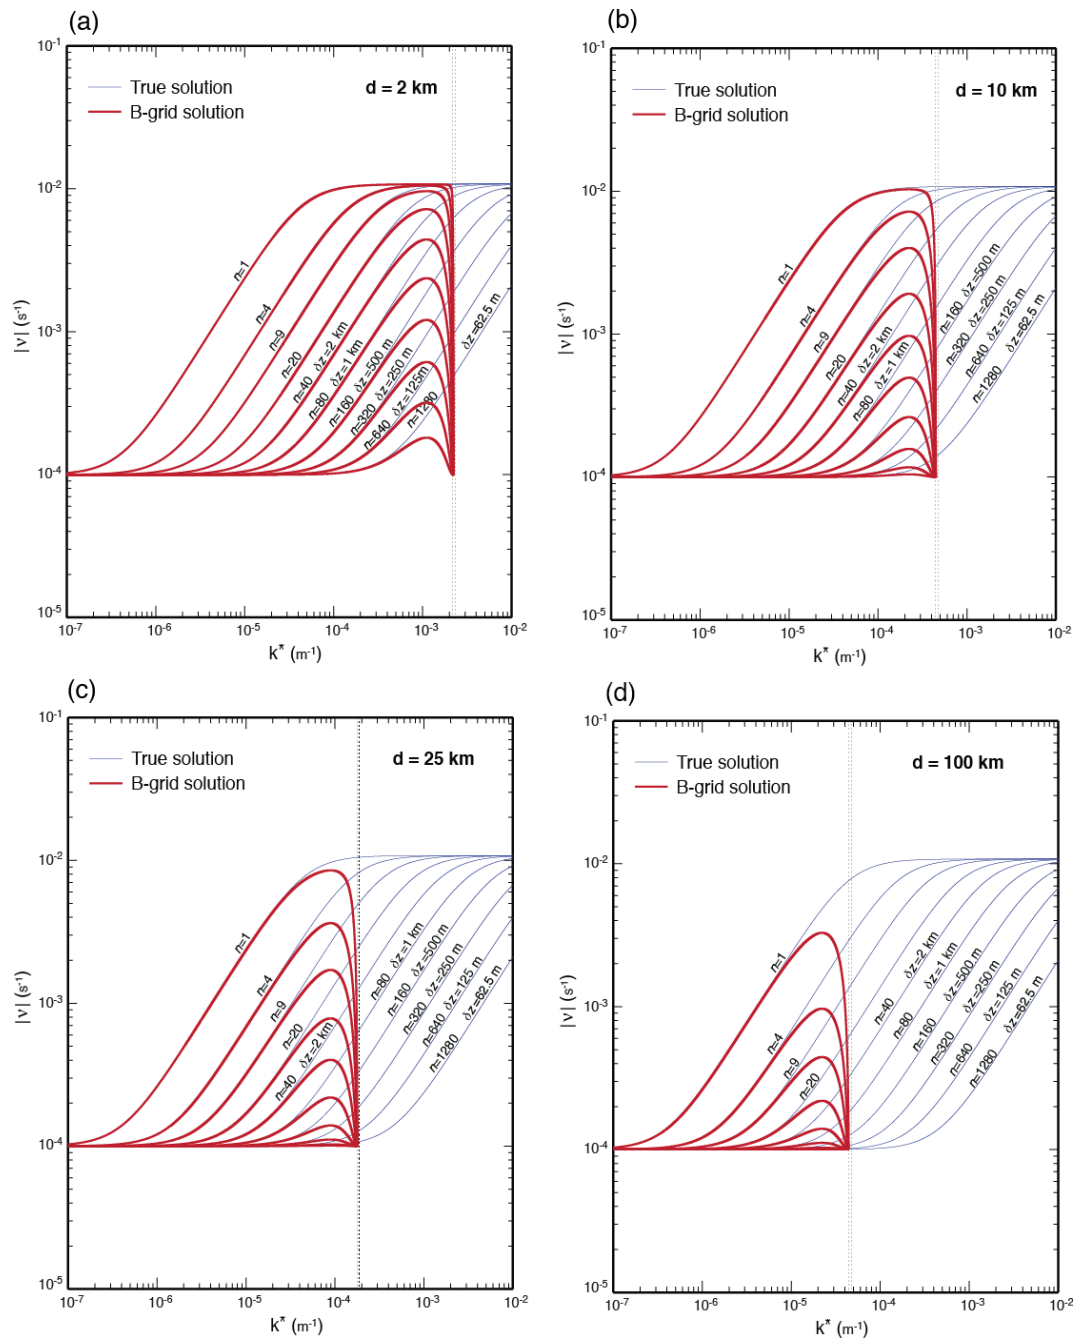 (a)
10-1
True solution
B-grid solution
d = 2 km
10-2
n=1
n=4
n=9
n=20
n=40 δz=2 km
n=80 δz=1 km
n=160 δz=500 m
n=320 δz=250 m
n=640 δz=125m
n=1280
δz=62.5 m
|ν| (s-1)
10-3
10-4
10-5
10-7
10-6
10-5
10-4
10-3
10-2
k* (m-1)
(b)
10-1
True solution
B-grid solution
d = 10 km
10-2
n=1
n=4
n=9
n=20
n=40 δz=2 km
n=80 δz=1 km
n=160 δz=500 m
n=320 δz=250 m
n=640 δz=125 m
n=1280 δz=62.5 m
|ν| (s-1)
10-3
10-4
10-5
10-7
10-6
10-5
10-4
10-3
10-2
k* (m-1)
(c)
10-1
True solution
B-grid solution
d = 25 km
10-2
n=1
n=4
n=9
n=20
n=40 δz=2 km
n=80 δz=1 km
n=160 δz=500 m
n=320 δz=250 m
n=640 δz=125 m
n=1280 δz=62.5 m
|ν| (s-1)
10-3
10-4
10-5
10-7
10-6
10-5
10-4
10-3
10-2
k* (m-1)
(d)
10-1
True solution
B-grid solution
d = 100 km
10-2
n=1
n=4
n=9
n=20
n=40 δz=2 km
n=80 δz=1 km
n=160 δz=500 m
n=320 δz=250 m
n=640 δz=125 m
n=1280 δz=62.5 m
|ν| (s-1)
10-3
10-4
10-5
10-7
10-6
10-5
10-4
10-3
10-2
k* (m-1)